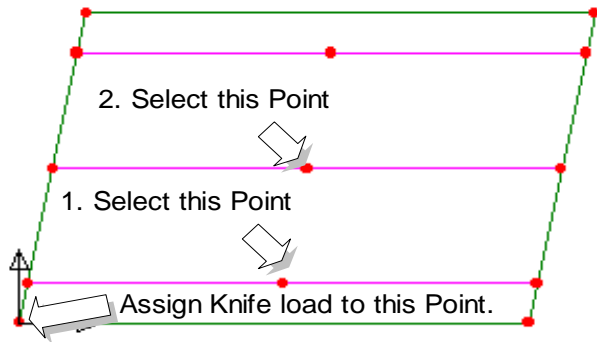 2. Select this Point
1. Select this Point
Assign Knife load to this Point.